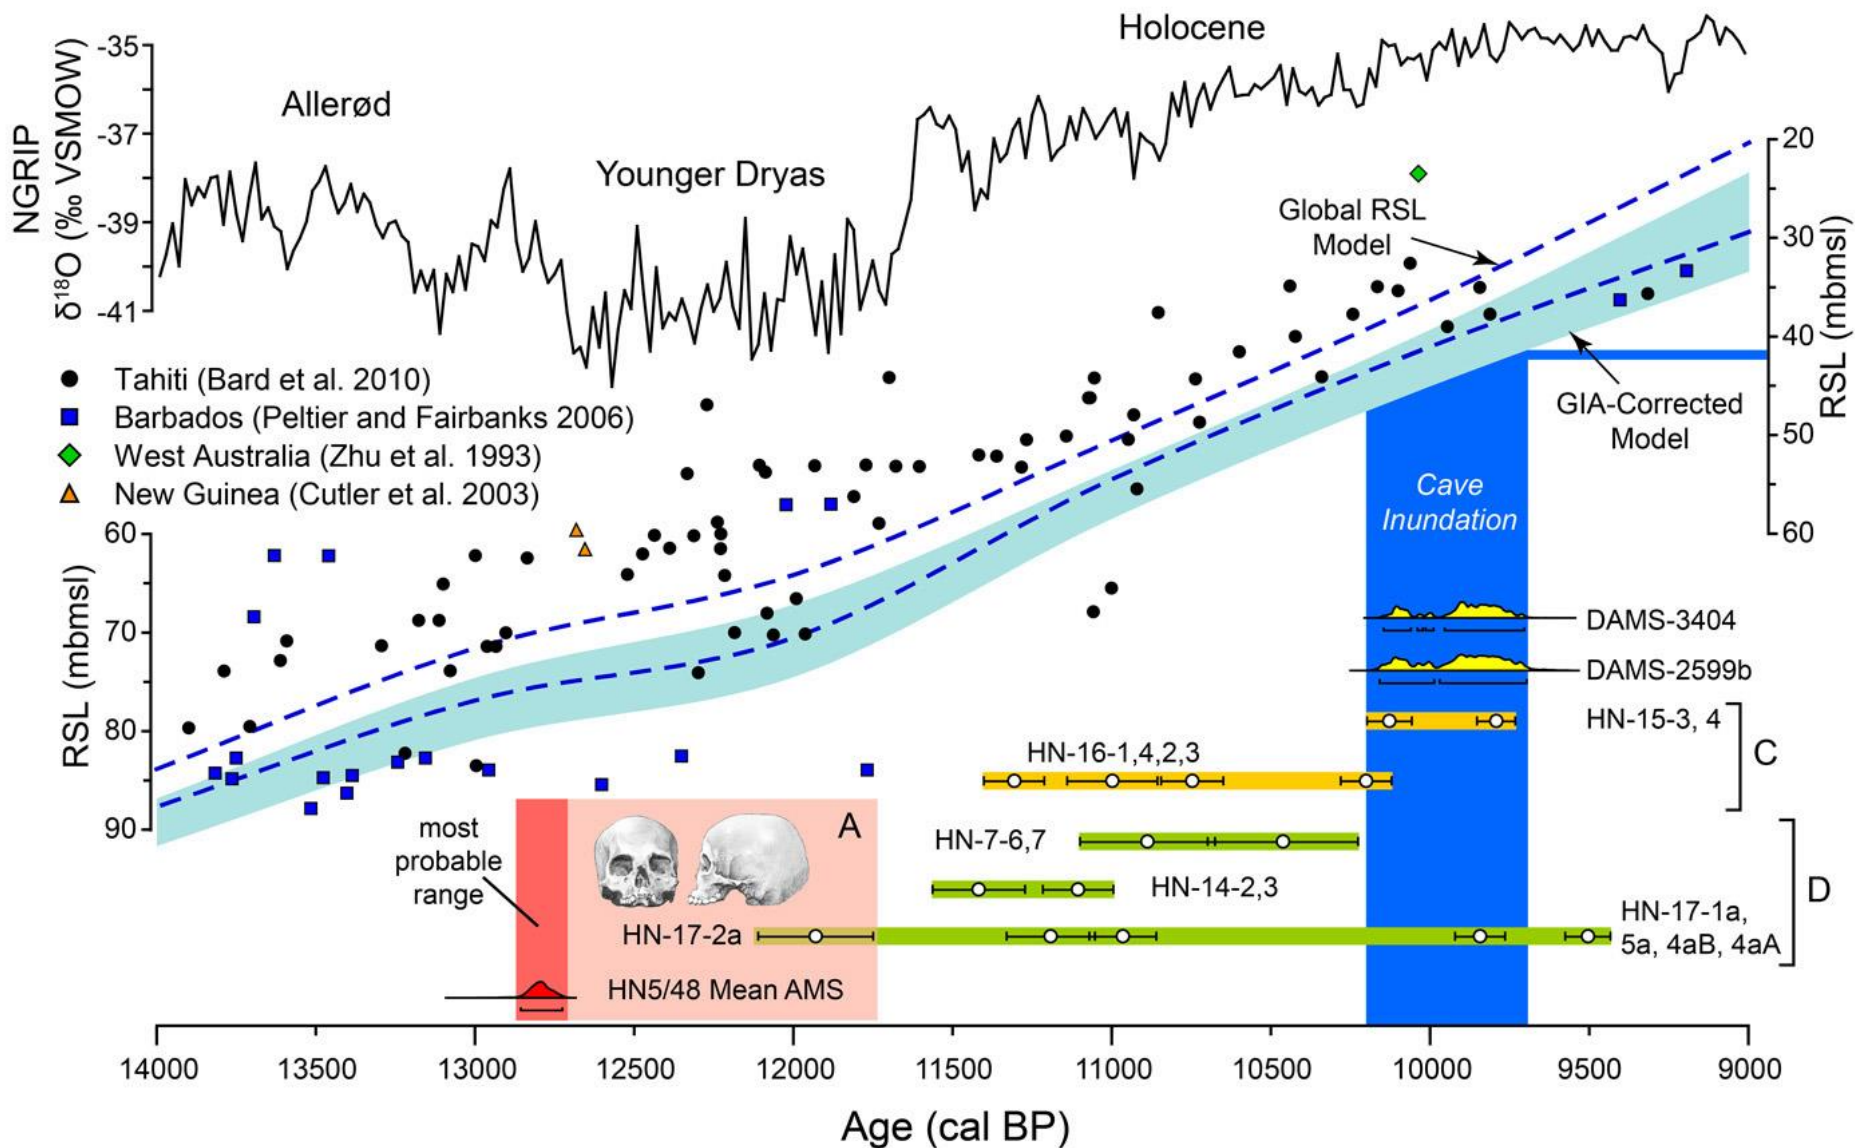 Holocene
Allerød
Younger Dryas
NGRIP
δ¹⁸O (‰ VSMOW)
-35
-37
-39
-41
Global RSL
Model
20
30
40
50
60
RSL (mbmsl)
GIA-Corrected
Model
Tahiti (Bard et al. 2010)
Barbados (Peltier and Fairbanks 2006)
West Australia (Zhu et al. 1993)
New Guinea (Cutler et al. 2003)
60
70
80
90
RSL (mbmsl)
Cave
Inundation
DAMS-3404
DAMS-2599b
HN-15-3, 4
HN-16-1,4,2,3
C
most
probable
range
A
HN-7-6,7
HN-14-2,3
D
HN-17-2a
HN-17-1a,
5a, 4aB, 4aA
HN5/48 Mean AMS
14000 13500 13000 12500 12000 11500 11000 10500 10000 9500 9000
Age (cal BP)